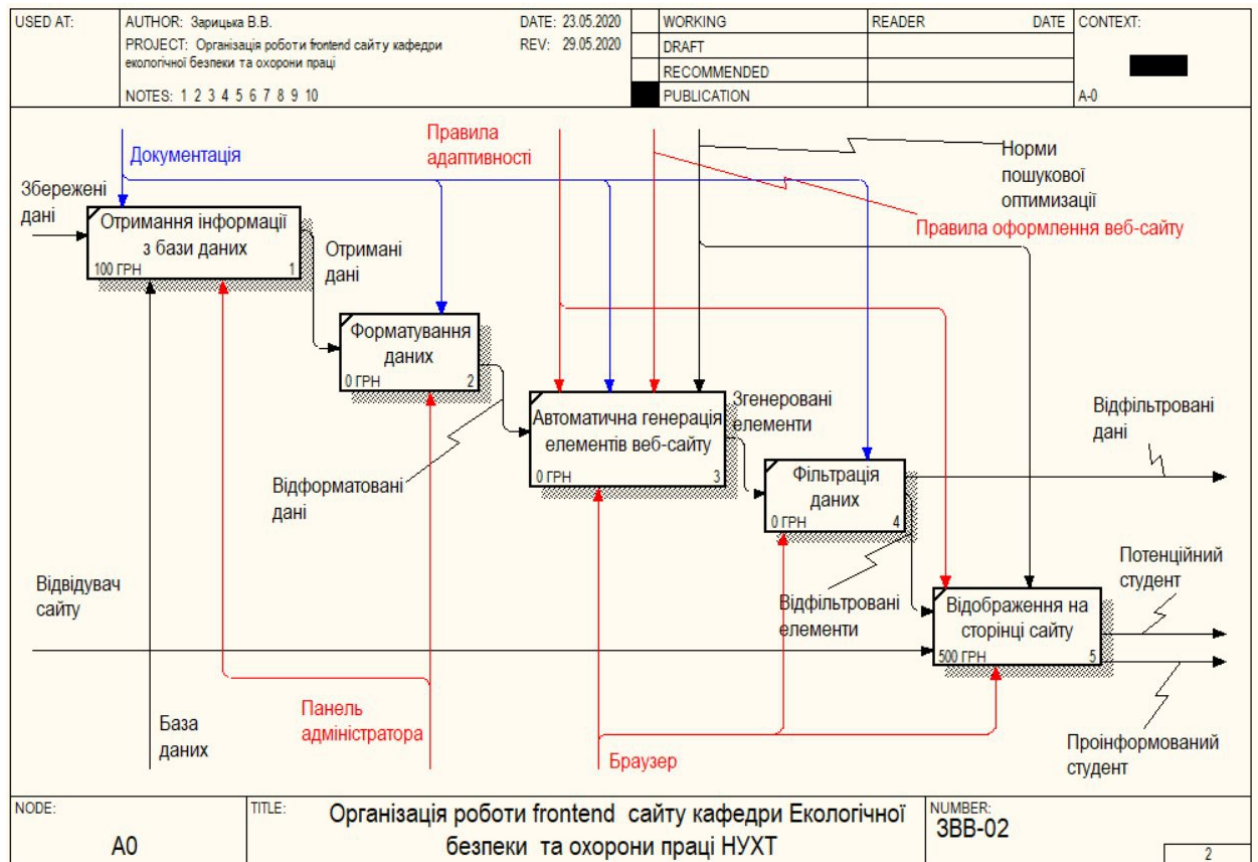 USED AT:
AUTHOR: Зарицька В.В.
DATE: 23.05.2020
PROJECT: Організація роботи frontend сайту кафедри
екологічної безпеки та охорони праці
REV: 29.05.2020
NOTES: 1 2 3 4 5 6 7 8 9 10
WORKING
DRAFT
RECOMMENDED
PUBLICATION
READER
DATE
CONTEXT:
A-0
Документація
Правила
адаптивності
Норми
пошукової
оптимизації
Правила оформлення веб-сайту
Збережені
дані
Отримання інформації
з бази даних
100 ГРН
1
Отримані
дані
Форматування
даних
0 ГРН
2
Автоматична генерація
елементів веб-сайту
0 ГРН
3
Згенеровані
елементи
Відфільтровані
дані
Фільтрація
даних
0 ГРН
4
Відформатовані
дані
Потенційний
студент
Відвідувач
сайту
Відфільтровані
елементи
Відображення на
сторінці сайту
500 ГРН
5
База
даних
Панель
адміністратора
Браузер
Проінформований
студент
NODE:
A0
TITLE:
Організація роботи frontend сайту кафедри Екологічної
безпеки та охорони праці НУХТ
NUMBER:
ЗВВ-02
2